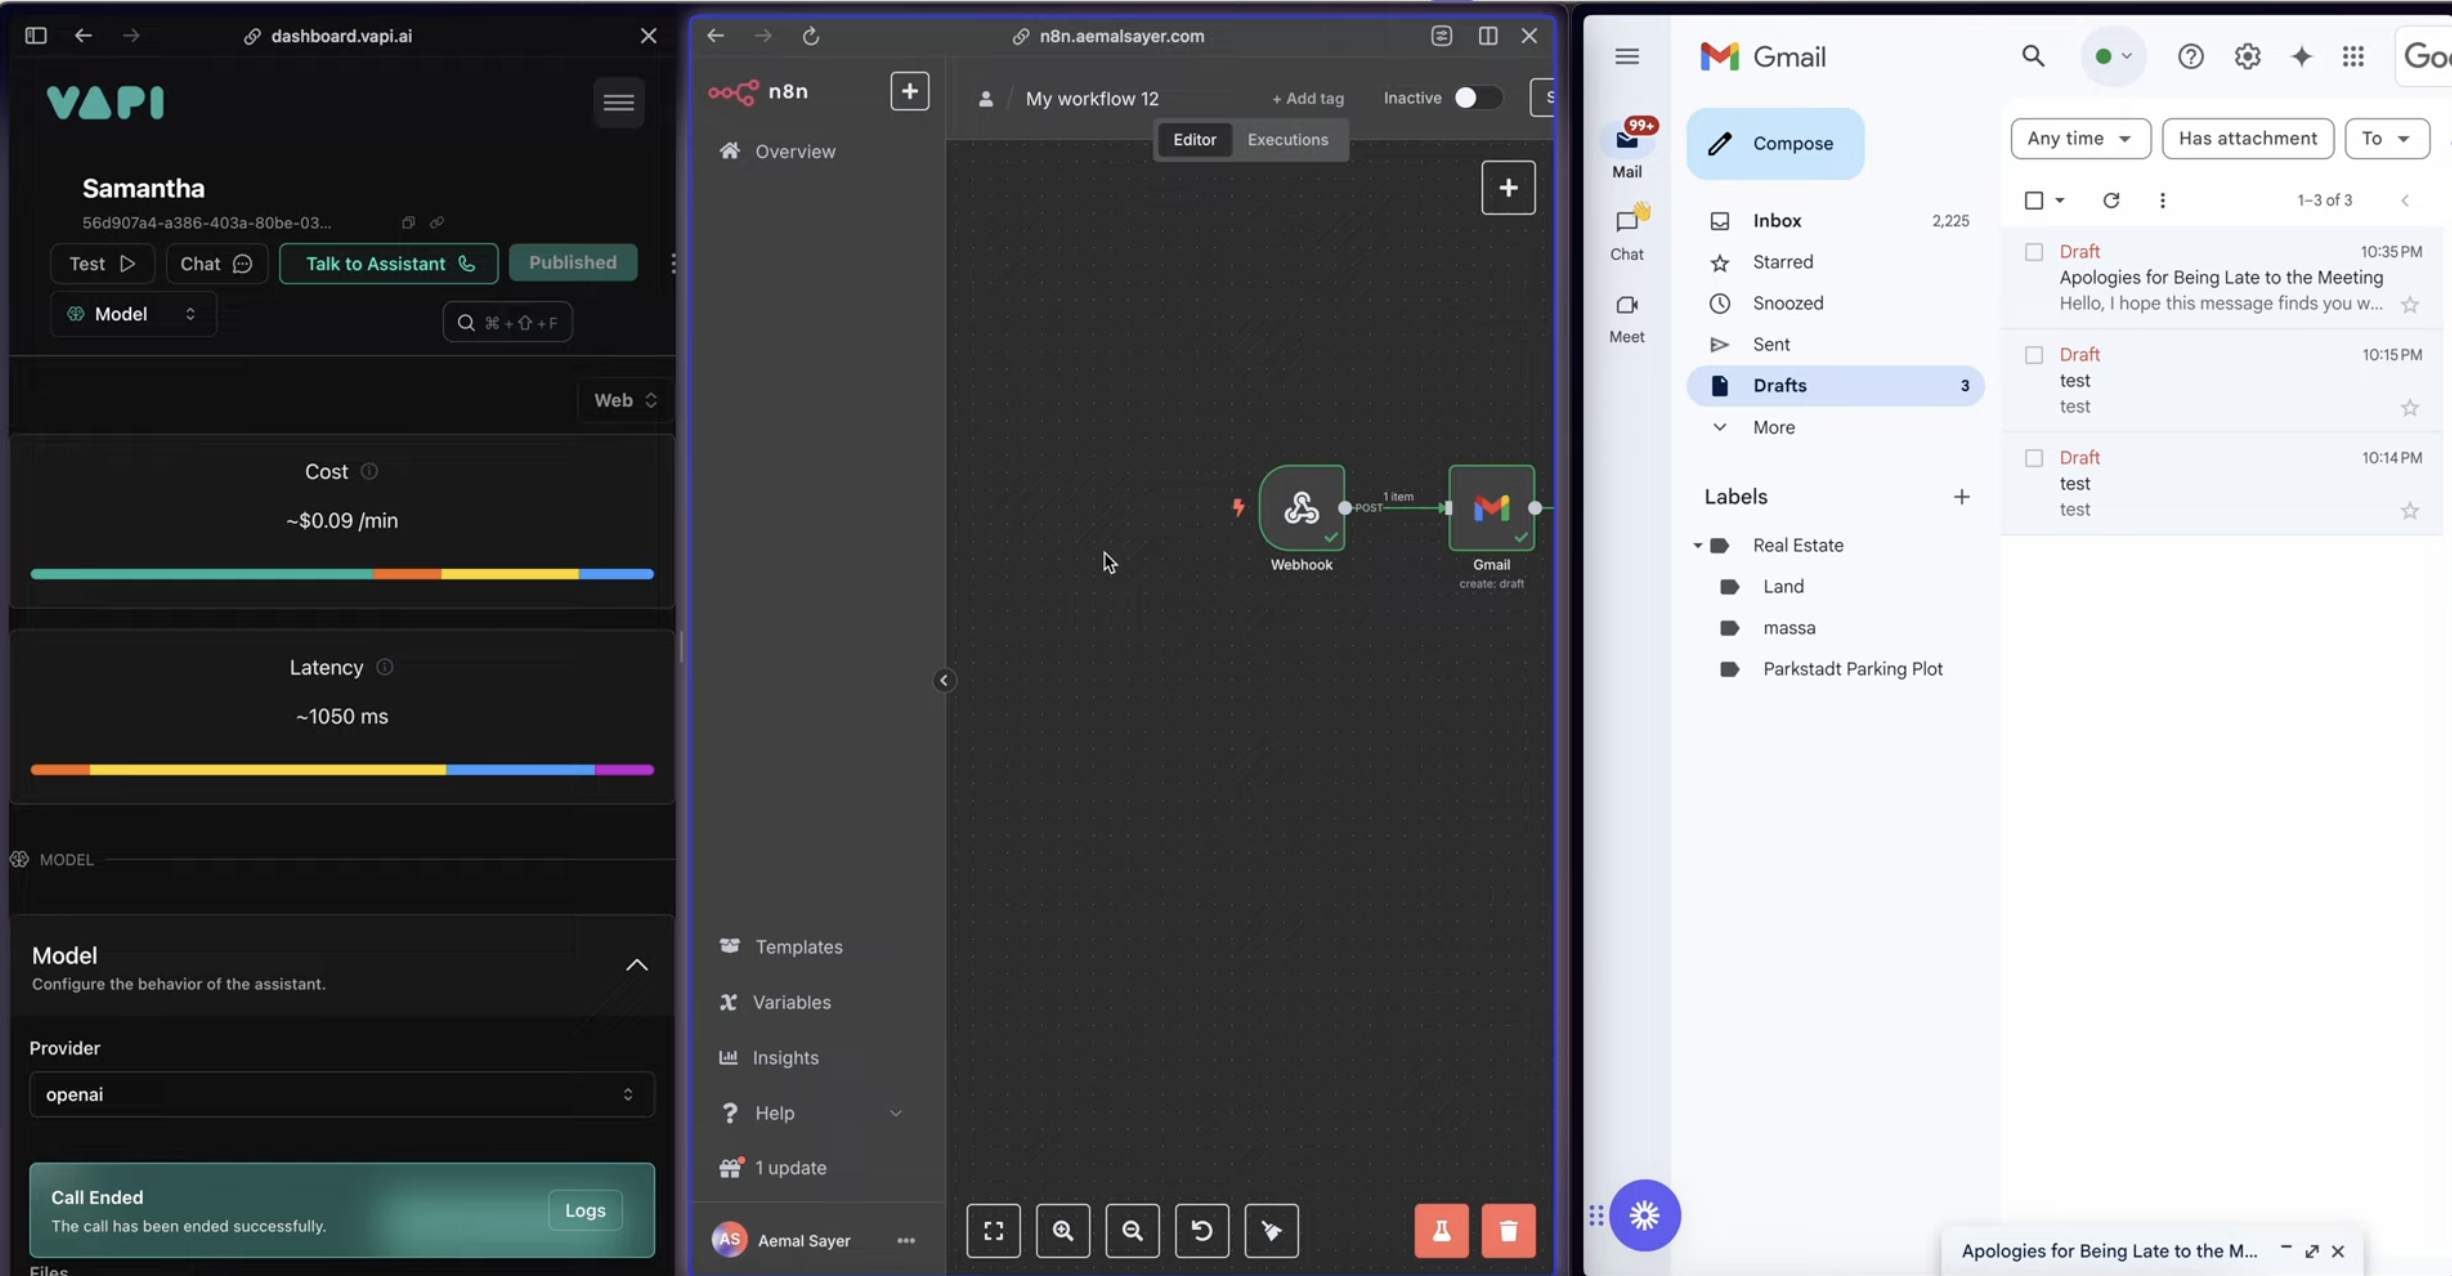 dashboard.vapi.ai
VAPI
Samantha
56d907a4-a386-403a-80be-03...
Test
Chat
Talk to Assistant
Published
Model
⌘ + ⇧ + F
Web
Cost
~$0.09 /min
Latency
~1050 ms
MODEL
Model
Configure the behavior of the assistant.
Provider
openai
Call Ended
The call has been ended successfully.
Logs
Files
n8n.aemalsayer.com
n8n
My workflow 12
+ Add tag
Inactive
S
Editor
Executions
Overview
1 item
POST
Webhook
Gmail
create: draft
Templates
Variables
Insights
Help
1 update
AS
Aemal Sayer
Gmail
Goo
99+
Mail
Chat
Meet
Compose
Inbox 2,225
Starred
Snoozed
Sent
Drafts 3
More
Labels
Real Estate
Land
massa
Parkstadt Parking Plot
Any time
Has attachment
To
1–3 of 3
Draft 10:35 PM
Apologies for Being Late to the Meeting
Hello, I hope this message finds you w...
Draft 10:15 PM
test
test
Draft 10:14 PM
test
test
Apologies for Being Late to the M...